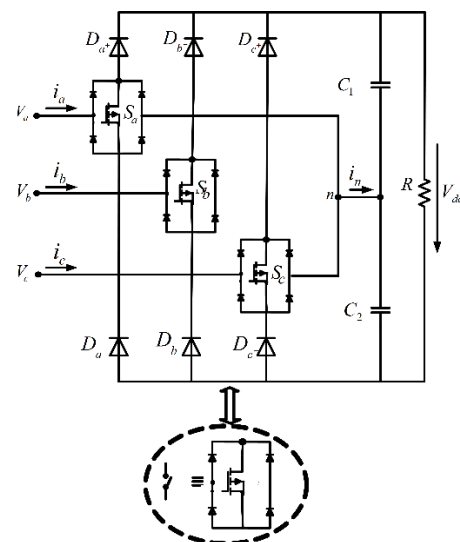 D_a+ D_b- D_c+
i_a
V_a
S_a
C_1
i_b
V_b
S_b
n
i_n
R
V_dc
i_c
V_c
S_c
C_2
D_a D_b D_c-
≡